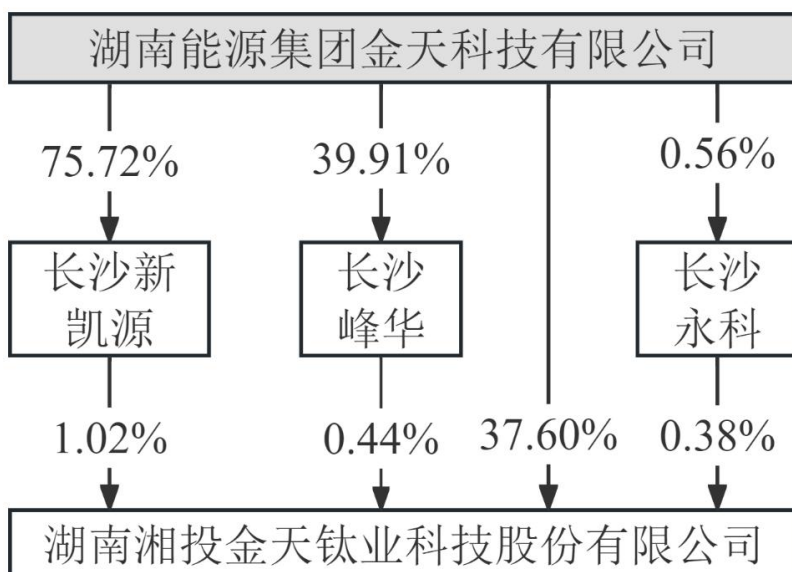 湖南能源集团金天科技有限公司
75.72%
39.91%
0.56%
长沙新
凯源
长沙
峰华
长沙
永科
1.02%
0.44%
37.60%
0.38%
湖南湘投金天钛业科技股份有限公司